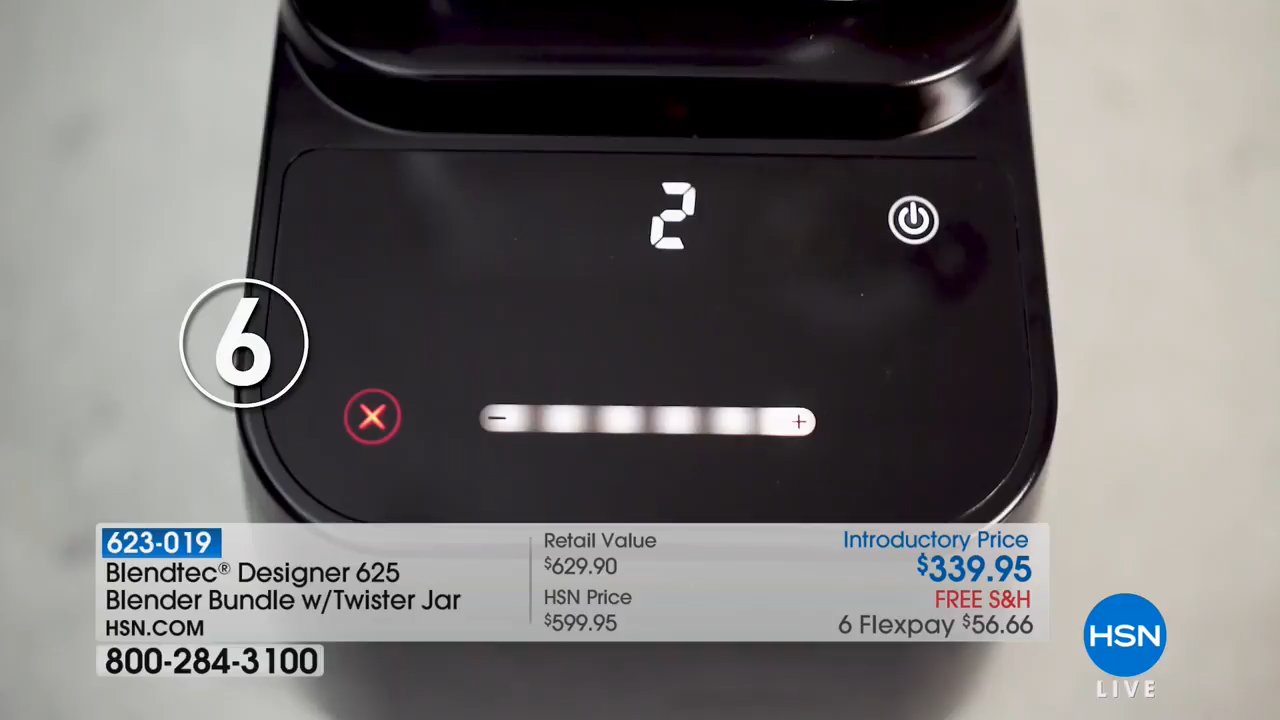 2
6
− +
623-019
Blendtec® Designer 625
Blender Bundle w/Twister Jar
HSN.COM
800-284-3100
Retail Value
$629.90
HSN Price
$599.95
Introductory Price
$339.95
FREE S&H
6 Flexpay $56.66
HSN
LIVE